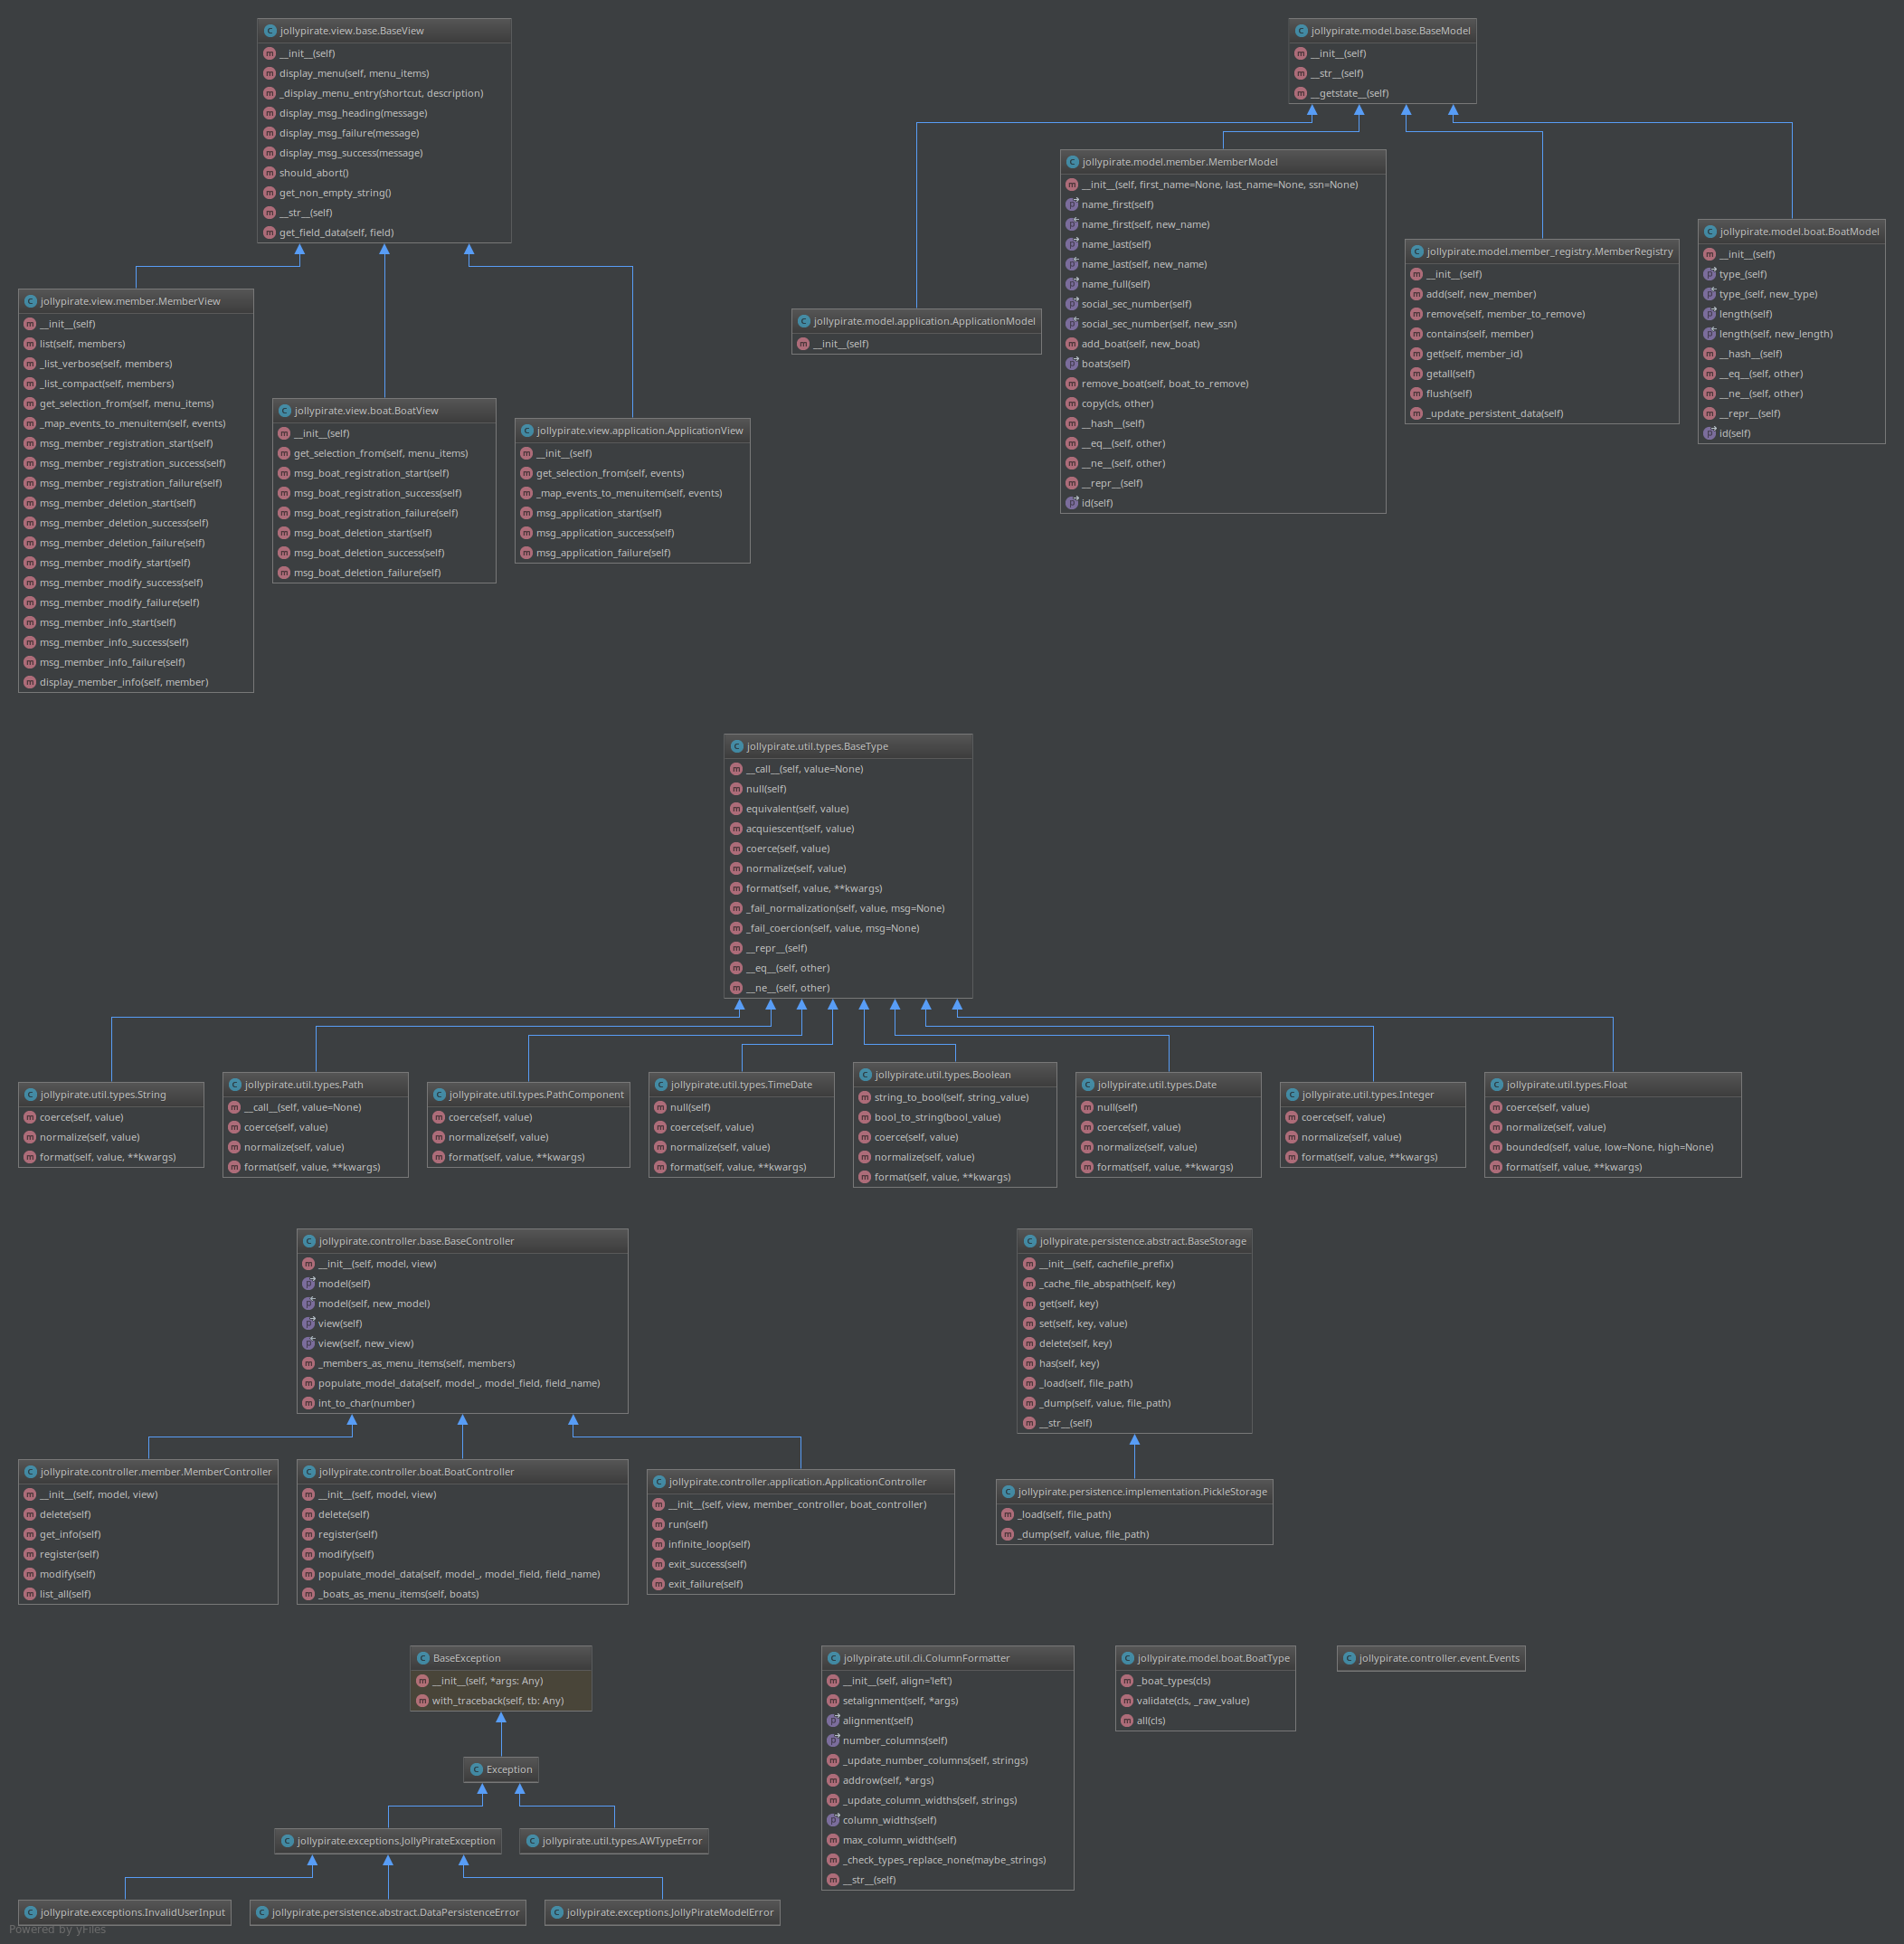 jollypirate.view.base.BaseView
__init__(self)
display_menu(self, menu_items)
_display_menu_entry(shortcut, description)
display_msg_heading(message)
display_msg_failure(message)
display_msg_success(message)
should_abort()
get_non_empty_string()
__str__(self)
get_field_data(self, field)
jollypirate.model.base.BaseModel
__init__(self)
__str__(self)
__getstate__(self)
jollypirate.view.member.MemberView
__init__(self)
list(self, members)
_list_verbose(self, members)
_list_compact(self, members)
get_selection_from(self, menu_items)
_map_events_to_menuitem(self, events)
msg_member_registration_start(self)
msg_member_registration_success(self)
msg_member_registration_failure(self)
msg_member_deletion_start(self)
msg_member_deletion_success(self)
msg_member_deletion_failure(self)
msg_member_modify_start(self)
msg_member_modify_success(self)
msg_member_modify_failure(self)
msg_member_info_start(self)
msg_member_info_success(self)
msg_member_info_failure(self)
display_member_info(self, member)
jollypirate.view.boat.BoatView
__init__(self)
get_selection_from(self, menu_items)
msg_boat_registration_start(self)
msg_boat_registration_success(self)
msg_boat_registration_failure(self)
msg_boat_deletion_start(self)
msg_boat_deletion_success(self)
msg_boat_deletion_failure(self)
jollypirate.view.application.ApplicationView
__init__(self)
get_selection_from(self, events)
_map_events_to_menuitem(self, events)
msg_application_start(self)
msg_application_success(self)
msg_application_failure(self)
jollypirate.model.application.ApplicationModel
__init__(self)
jollypirate.model.member.MemberModel
__init__(self, first_name=None, last_name=None, ssn=None)
name_first(self)
name_first(self, new_name)
name_last(self)
name_last(self, new_name)
name_full(self)
social_sec_number(self)
social_sec_number(self, new_ssn)
add_boat(self, new_boat)
boats(self)
remove_boat(self, boat_to_remove)
copy(cls, other)
__hash__(self)
__eq__(self, other)
__ne__(self, other)
__repr__(self)
id(self)
jollypirate.model.member_registry.MemberRegistry
__init__(self)
add(self, new_member)
remove(self, member_to_remove)
contains(self, member)
get(self, member_id)
getall(self)
flush(self)
_update_persistent_data(self)
jollypirate.model.boat.BoatModel
__init__(self)
type_(self)
type_(self, new_type)
length(self)
length(self, new_length)
__hash__(self)
__eq__(self, other)
__ne__(self, other)
__repr__(self)
id(self)
jollypirate.util.types.BaseType
__call__(self, value=None)
null(self)
equivalent(self, value)
acquiescent(self, value)
coerce(self, value)
normalize(self, value)
format(self, value, **kwargs)
_fail_normalization(self, value, msg=None)
_fail_coercion(self, value, msg=None)
__repr__(self)
__eq__(self, other)
__ne__(self, other)
jollypirate.util.types.String
coerce(self, value)
normalize(self, value)
format(self, value, **kwargs)
jollypirate.util.types.Path
__call__(self, value=None)
coerce(self, value)
normalize(self, value)
format(self, value, **kwargs)
jollypirate.util.types.PathComponent
coerce(self, value)
normalize(self, value)
format(self, value, **kwargs)
jollypirate.util.types.TimeDate
null(self)
coerce(self, value)
normalize(self, value)
format(self, value, **kwargs)
jollypirate.util.types.Boolean
string_to_bool(self, string_value)
bool_to_string(bool_value)
coerce(self, value)
normalize(self, value)
format(self, value, **kwargs)
jollypirate.util.types.Date
null(self)
coerce(self, value)
normalize(self, value)
format(self, value, **kwargs)
jollypirate.util.types.Integer
coerce(self, value)
normalize(self, value)
format(self, value, **kwargs)
jollypirate.util.types.Float
coerce(self, value)
normalize(self, value)
bounded(self, value, low=None, high=None)
format(self, value, **kwargs)
jollypirate.controller.base.BaseController
__init__(self, model, view)
model(self)
model(self, new_model)
view(self)
view(self, new_view)
_members_as_menu_items(self, members)
populate_model_data(self, model_, model_field, field_name)
int_to_char(number)
jollypirate.persistence.abstract.BaseStorage
__init__(self, cachefile_prefix)
_cache_file_abspath(self, key)
get(self, key)
set(self, key, value)
delete(self, key)
has(self, key)
_load(self, file_path)
_dump(self, value, file_path)
__str__(self)
jollypirate.controller.member.MemberController
__init__(self, model, view)
delete(self)
get_info(self)
register(self)
modify(self)
list_all(self)
jollypirate.controller.boat.BoatController
__init__(self, model, view)
delete(self)
register(self)
modify(self)
populate_model_data(self, model_, model_field, field_name)
_boats_as_menu_items(self, boats)
jollypirate.controller.application.ApplicationController
__init__(self, view, member_controller, boat_controller)
run(self)
infinite_loop(self)
exit_success(self)
exit_failure(self)
jollypirate.persistence.implementation.PickleStorage
_load(self, file_path)
_dump(self, value, file_path)
BaseException
__init__(self, *args: Any)
with_traceback(self, tb: Any)
Exception
jollypirate.exceptions.JollyPirateException
jollypirate.util.types.AWTypeError
jollypirate.exceptions.InvalidUserInput
jollypirate.persistence.abstract.DataPersistenceError
jollypirate.exceptions.JollyPirateModelError
jollypirate.util.cli.ColumnFormatter
__init__(self, align='left')
setalignment(self, *args)
alignment(self)
number_columns(self)
_update_number_columns(self, strings)
addrow(self, *args)
_update_column_widths(self, strings)
column_widths(self)
max_column_width(self)
_check_types_replace_none(maybe_strings)
__str__(self)
jollypirate.model.boat.BoatType
_boat_types(cls)
validate(cls, _raw_value)
all(cls)
jollypirate.controller.event.Events
Powered by yFiles